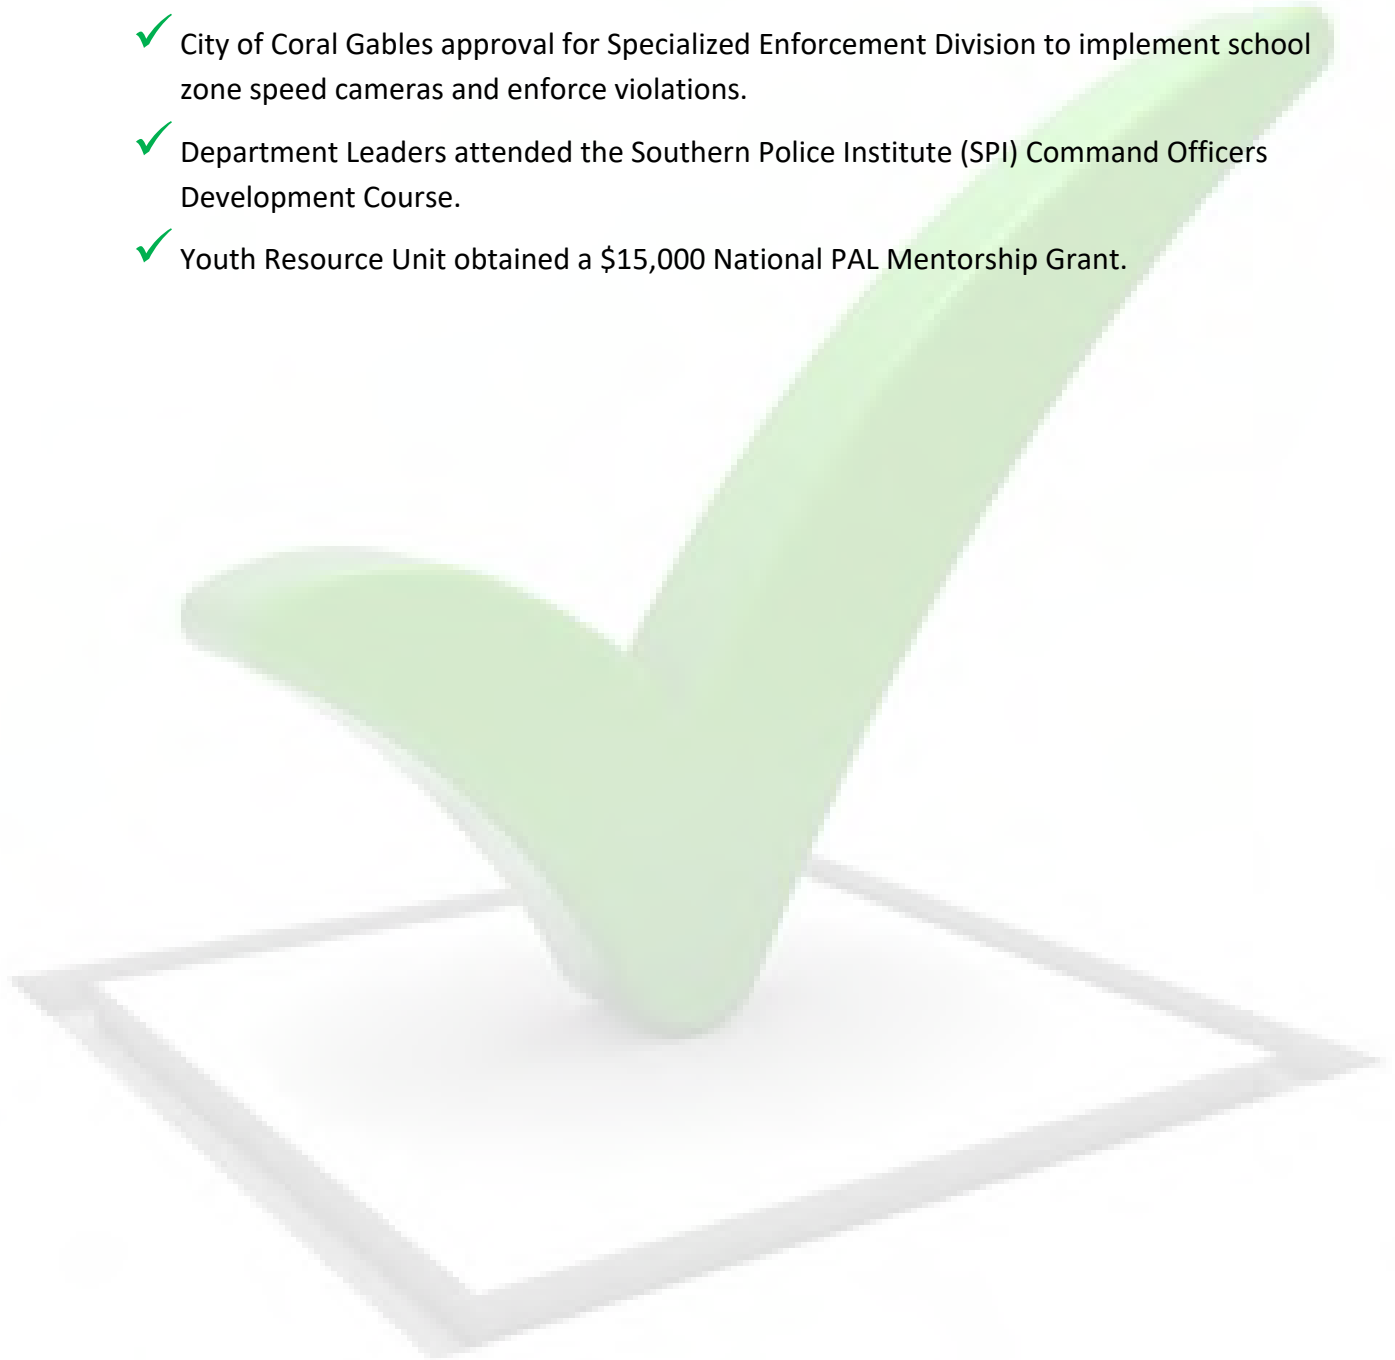 City of Coral Gables approval for Specialized Enforcement Division to implement school
zone speed cameras and enforce violations.
Department Leaders attended the Southern Police Institute (SPI) Command Officers
Development Course.
Youth Resource Unit obtained a $15,000 National PAL Mentorship Grant.